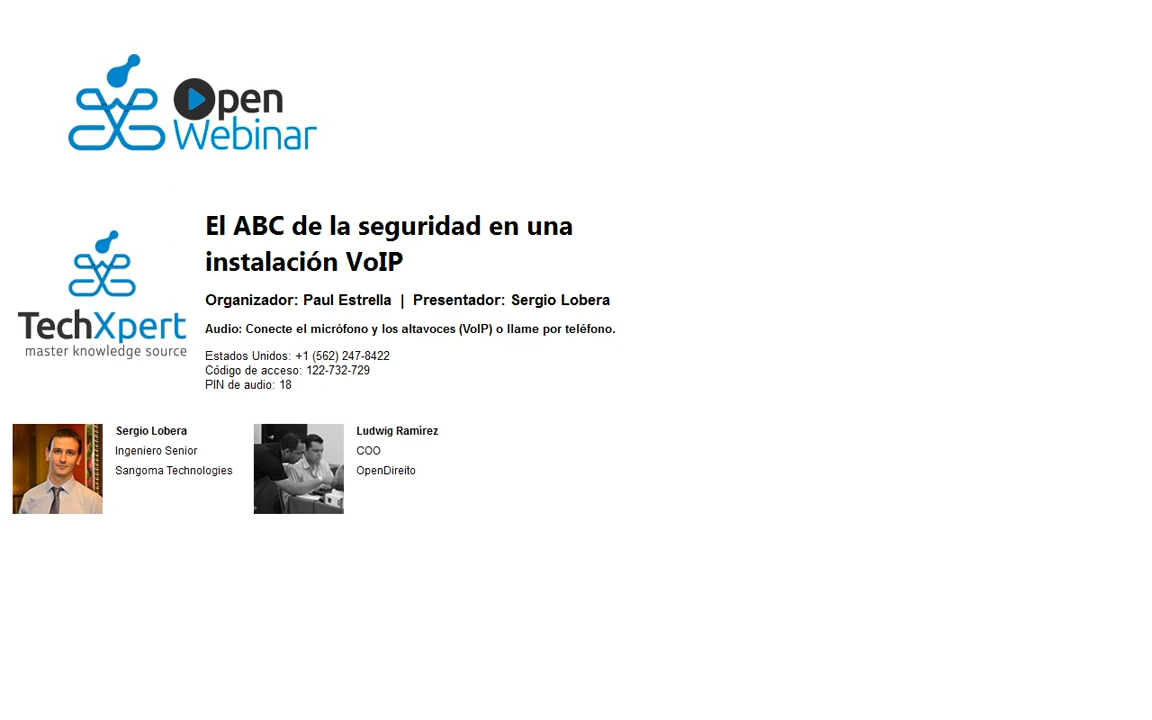 Open
Webinar
El ABC de la seguridad en una
instalación VoIP
TechXpert
master knowledge source
Organizador: Paul Estrella | Presentador: Sergio Lobera
Audio: Conecte el micrófono y los altavoces (VoIP) o llame por teléfono.
Estados Unidos: +1 (562) 247-8422
Código de acceso: 122-732-729
PIN de audio: 18
Sergio Lobera
Ingeniero Senior
Sangoma Technologies
Ludwig Ramírez
COO
OpenDireito